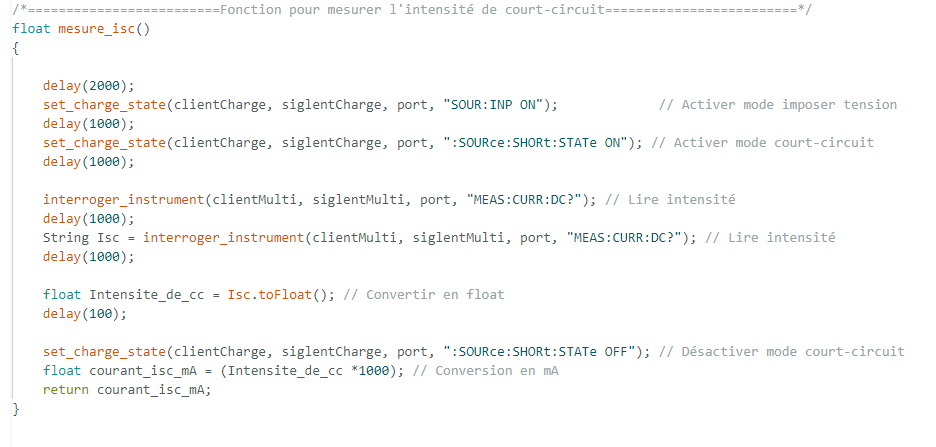 /*=========================Fonction pour mesurer l'intensité de court-circuit=========================*/
float mesure_isc()
{
delay(2000);
set_charge_state(clientCharge, siglentCharge, port, "SOUR:INP ON"); // Activer mode imposer tension
delay(1000);
set_charge_state(clientCharge, siglentCharge, port, ":SOURce:SHORt:STATe ON"); // Activer mode court-circuit
delay(1000);
interroger_instrument(clientMulti, siglentMulti, port, "MEAS:CURR:DC?"); // Lire intensité
delay(1000);
String Isc = interroger_instrument(clientMulti, siglentMulti, port, "MEAS:CURR:DC?"); // Lire intensité
delay(1000);
float Intensite_de_cc = Isc.toFloat(); // Convertir en float
delay(100);
set_charge_state(clientCharge, siglentCharge, port, ":SOURce:SHORt:STATe OFF"); // Désactiver mode court-circuit
float courant_isc_mA = (Intensite_de_cc *1000); // Conversion en mA
return courant_isc_mA;
}